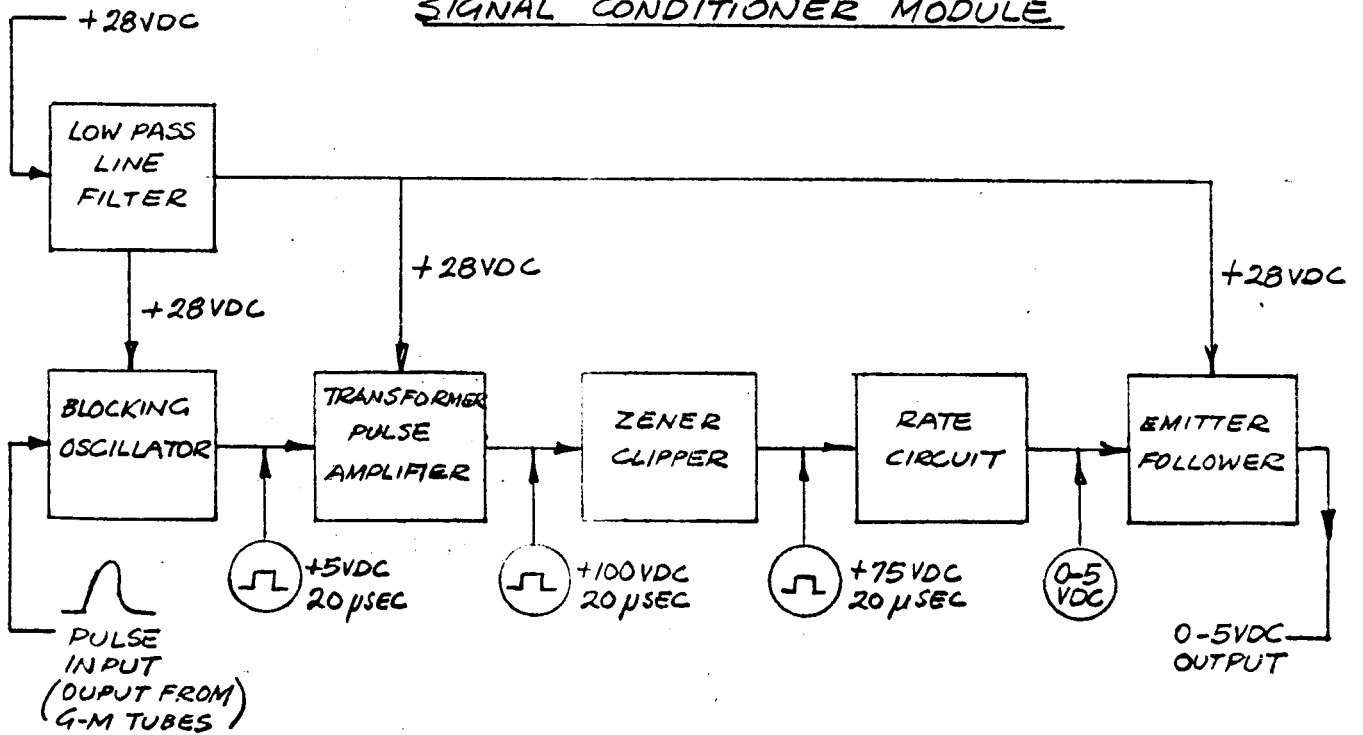 SIGNAL CONDITIONER MODULE
+28VDC
LOW PASS
LINE
FILTER
+28VDC
+28VDC
+28VDC
BLOCKING
OSCILLATOR
TRANSFORMER
PULSE
AMPLIFIER
ZENER
CLIPPER
RATE
CIRCUIT
EMITTER
FOLLOWER
+5VDC
20 µSEC
+100VDC
20 µSEC
+75VDC
20 µSEC
0-5
VDC
PULSE
INPUT
(OUPUT FROM
G-M TUBES)
0-5VDC
OUTPUT